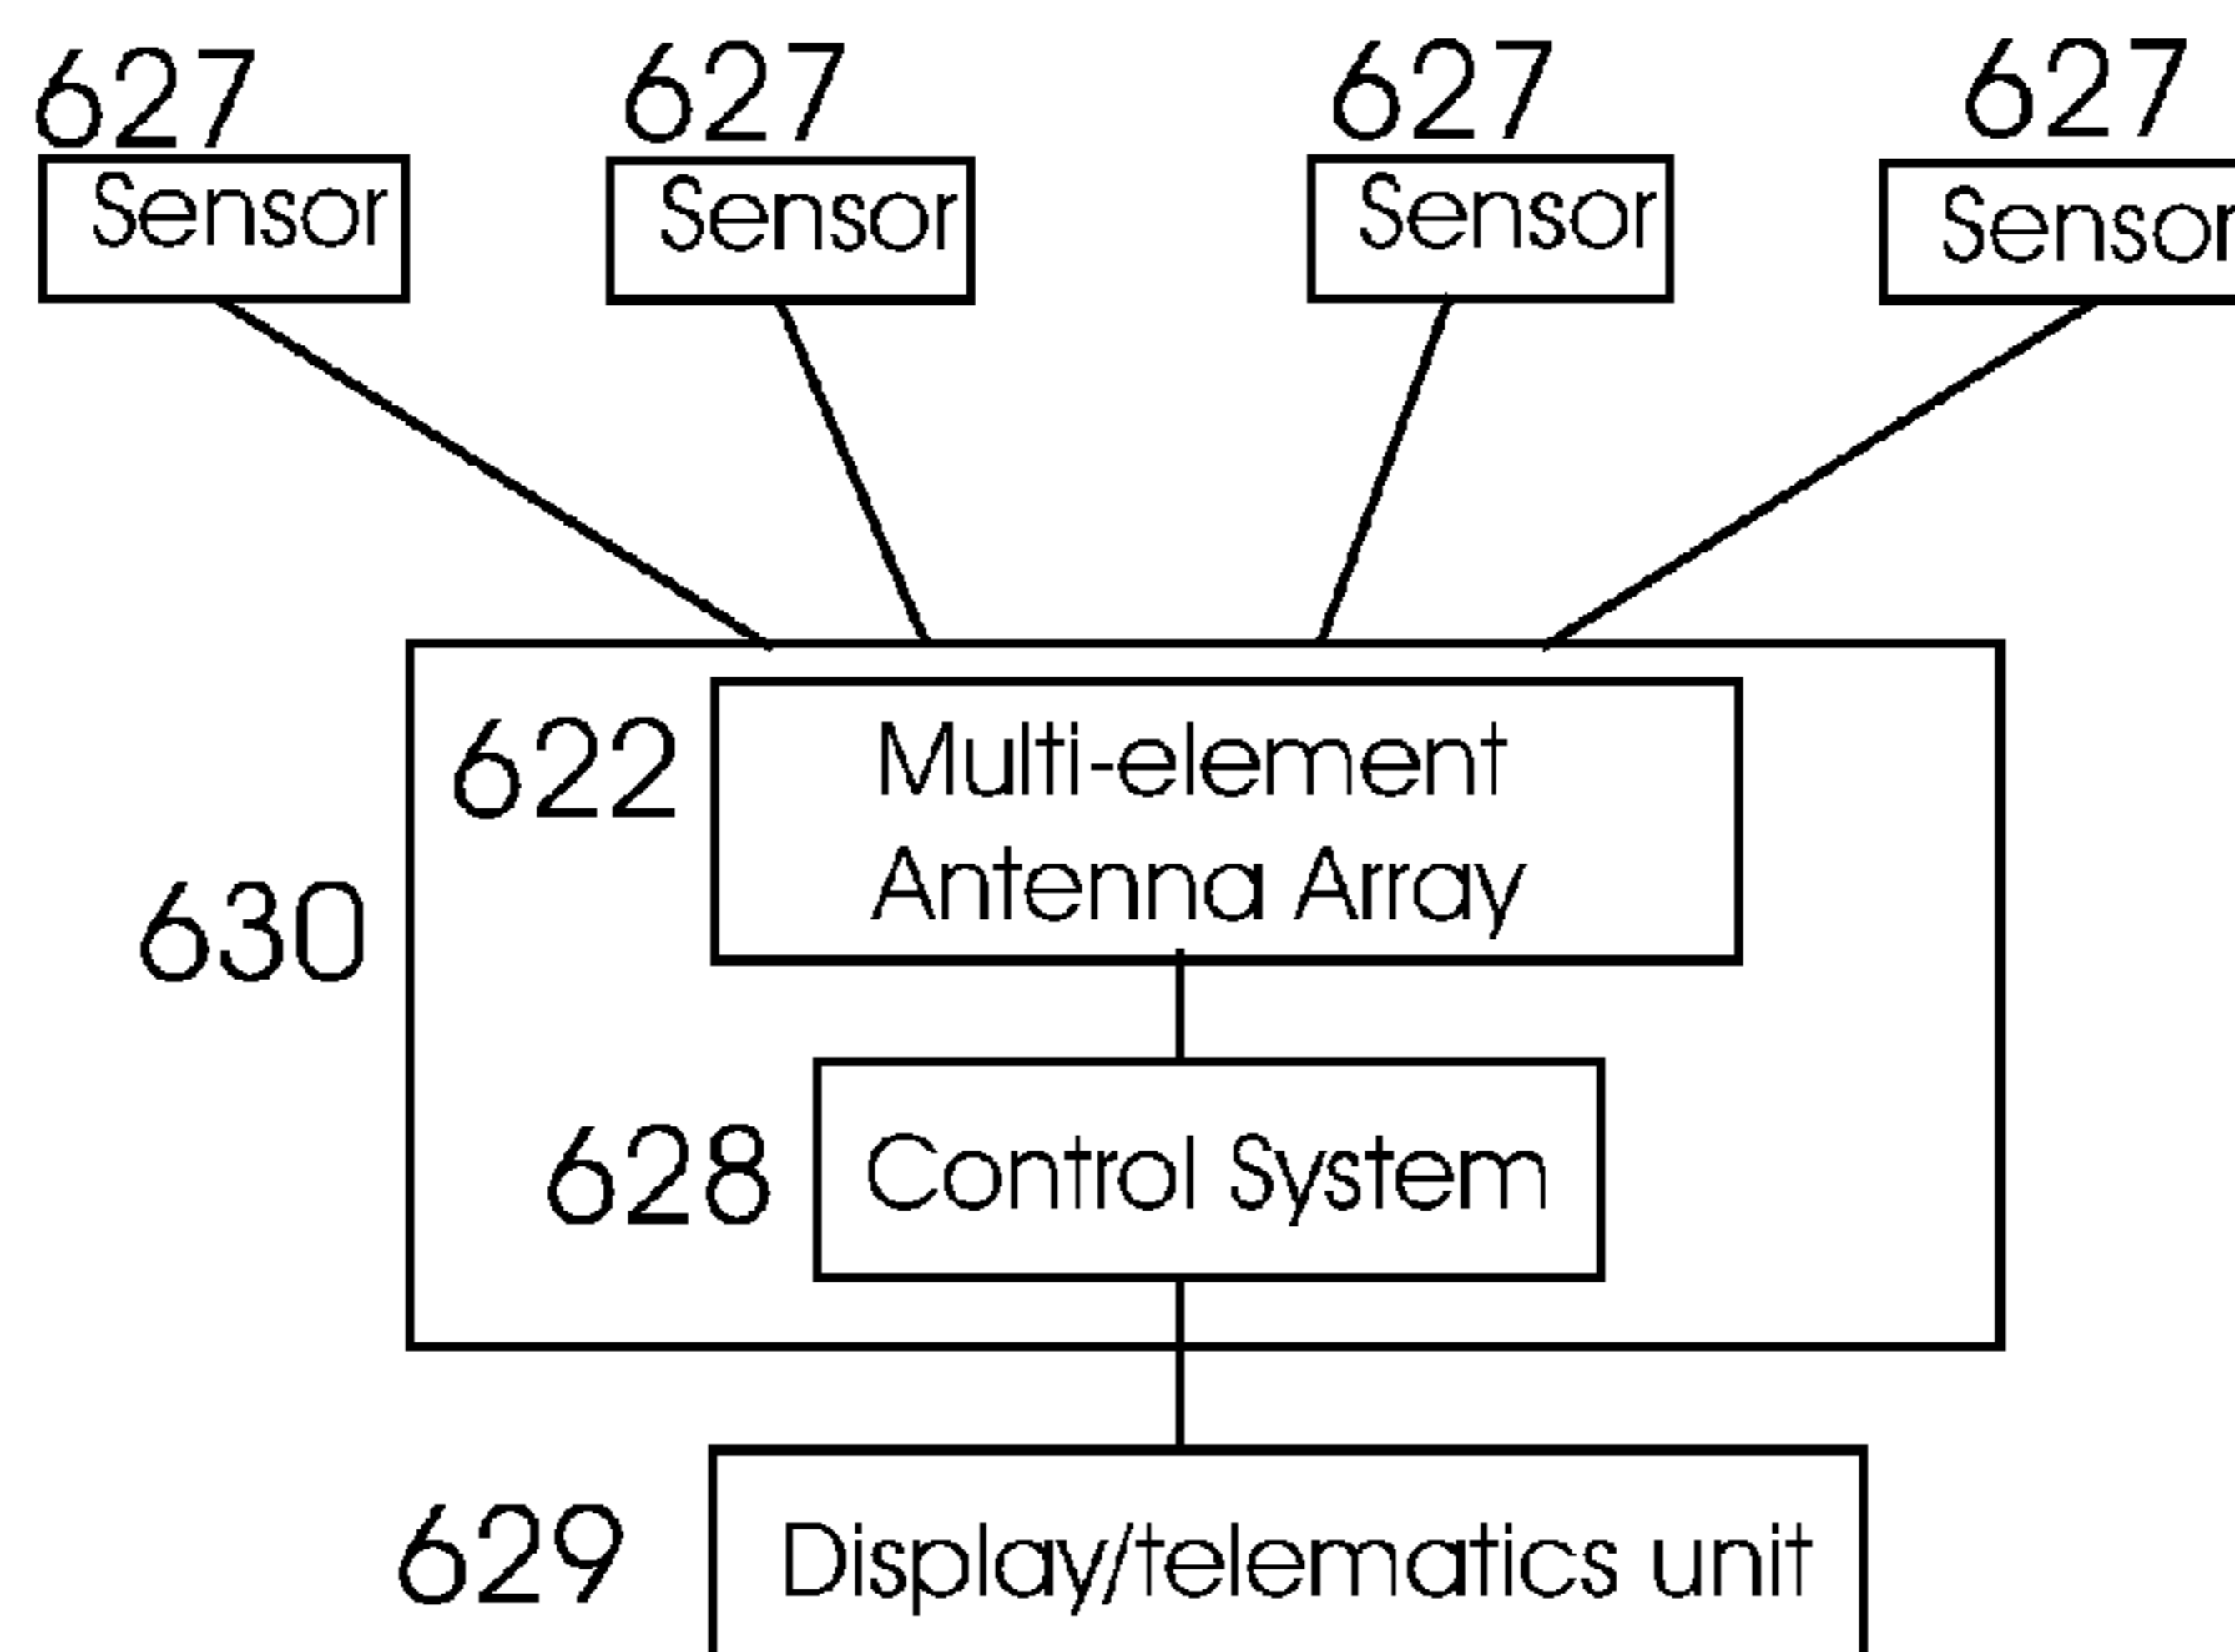 627 627 627 627
Sensor Sensor Sensor Sensor
622 Multi-element
Antenna Array
630
628 Control System
629 Display/telematics unit